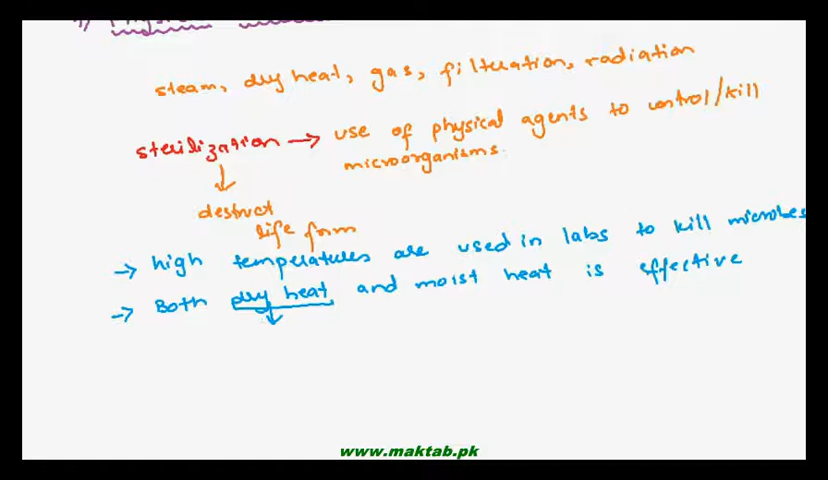 steam, dry heat, gas, filteration, radiation
sterilization → use of physical agents to control/kill
microorganisms.
destruct
life form
→ high temperatures are used in labs to kill microbes
→ Both dry heat and moist heat is effective
www.maktab.pk